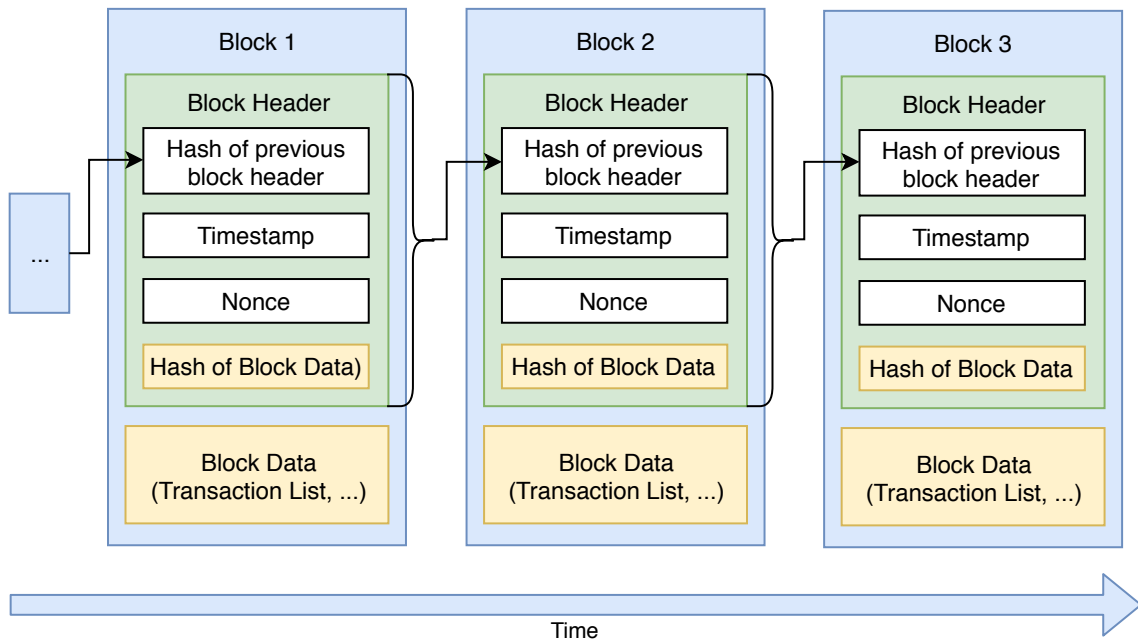 ...
Block 1
Block Header
Hash of previous
block header
Timestamp
Nonce
Hash of Block Data)
Block Data
(Transaction List, ...)
Block 2
Block Header
Hash of previous
block header
Timestamp
Nonce
Hash of Block Data
Block Data
(Transaction List, ...)
Block 3
Block Header
Hash of previous
block header
Timestamp
Nonce
Hash of Block Data
Block Data
(Transaction List, ...)
Time